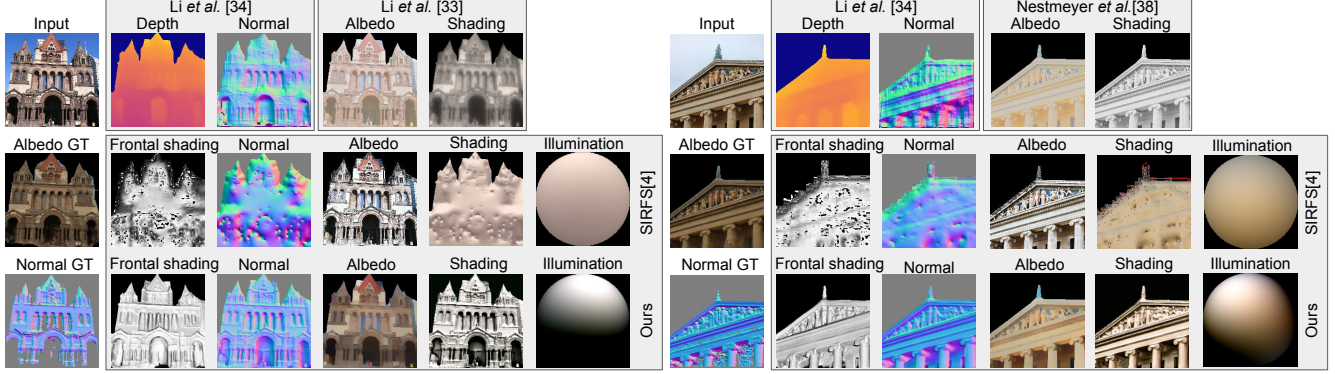 Li et al. [34]
Li et al. [33]
Li et al. [34]
Nestmeyer et al.[38]
Input
Depth
Normal
Albedo
Shading
Input
Depth
Normal
Albedo
Shading
Albedo GT
Frontal shading
Normal
Albedo
Shading
Illumination
SIRFS[4]
Albedo GT
Frontal shading
Normal
Albedo
Shading
Illumination
SIRFS[4]
Normal GT
Frontal shading
Normal
Albedo
Shading
Illumination
Ours
Normal GT
Frontal shading
Normal
Albedo
Shading
Illumination
Ours